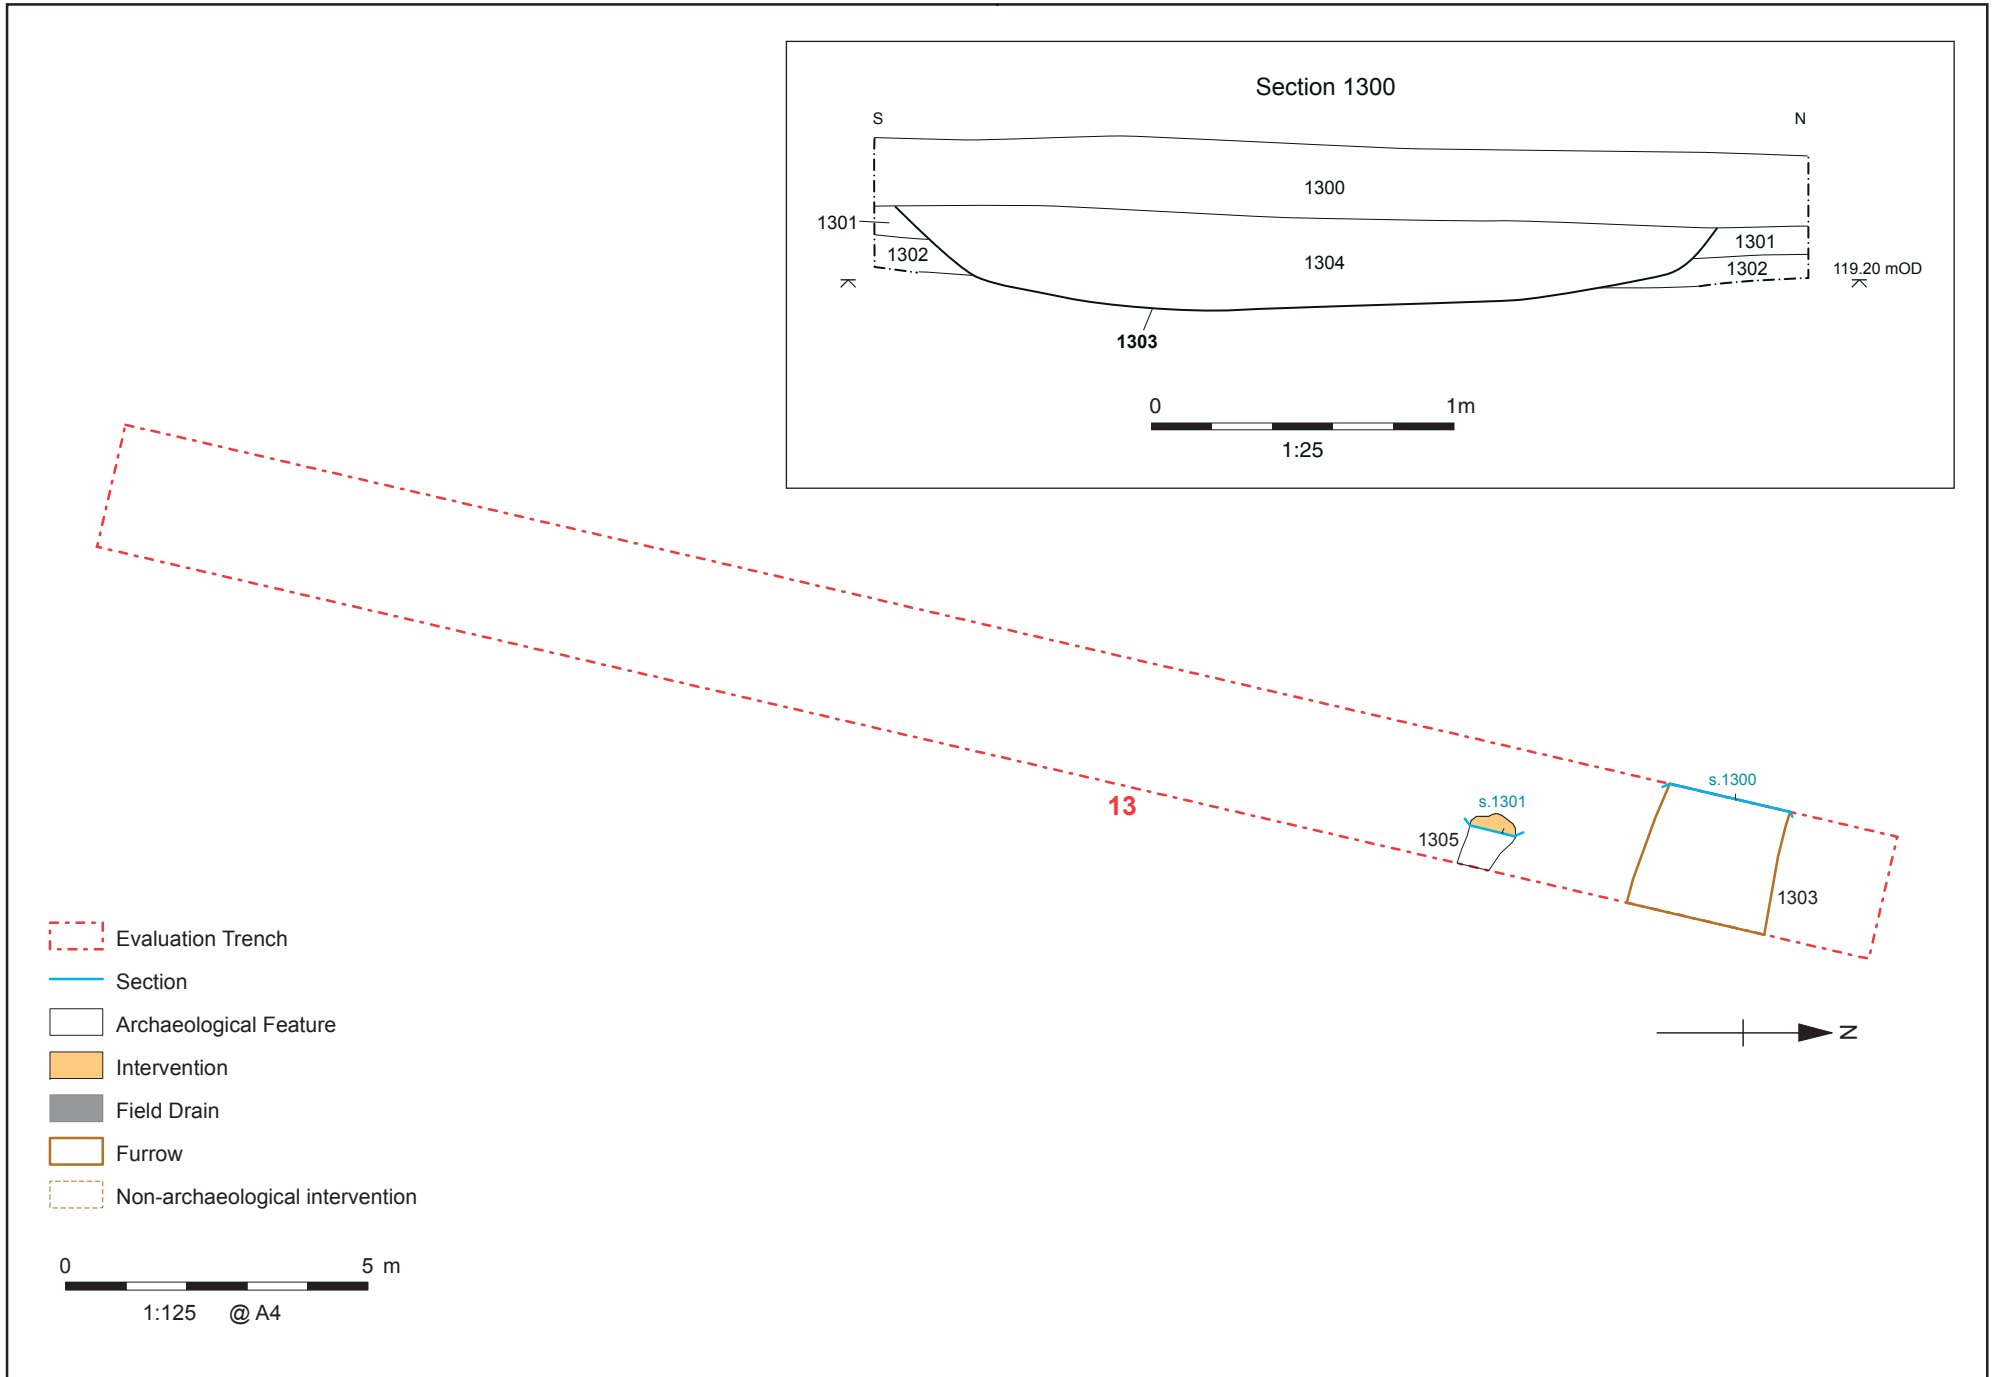 Section 1300
S
N
1300
1301
1301
1302
1304
1302
119.20 mOD
1303
0 1m
1:25
s.1300
s.1301
13
1305
1303
N
Evaluation Trench
Section
Archaeological Feature
Intervention
Field Drain
Furrow
Non-archaeological intervention
0 5 m
1:125 @ A4